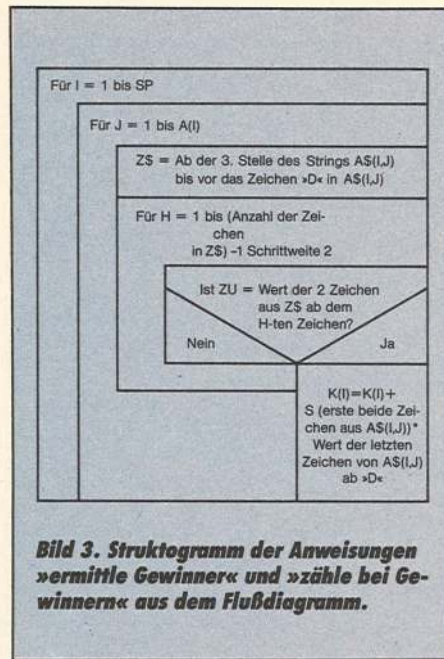 Für I = 1 bis SP
Für J = 1 bis A(I)
Z$ = Ab der 3. Stelle des Strings A$(I,J)
bis vor das Zeichen »D« in A$(I,J)
Für H = 1 bis (Anzahl der Zei-
chen
in Z$) -1 Schrittweite 2
Ist ZU = Wert der 2 Zeichen
aus Z$ ab dem
H-ten Zeichen?
Nein
Ja
K(I)=K(I)+
S (erste beide Zei-
chen aus A$(I,J))*
Wert der letzten
Zeichen von A$(I,J)
ab »D«
Bild 3. Struktogramm der Anweisungen
»ermittle Gewinner« und »zähle bei Ge-
winnern« aus dem Flußdiagramm.